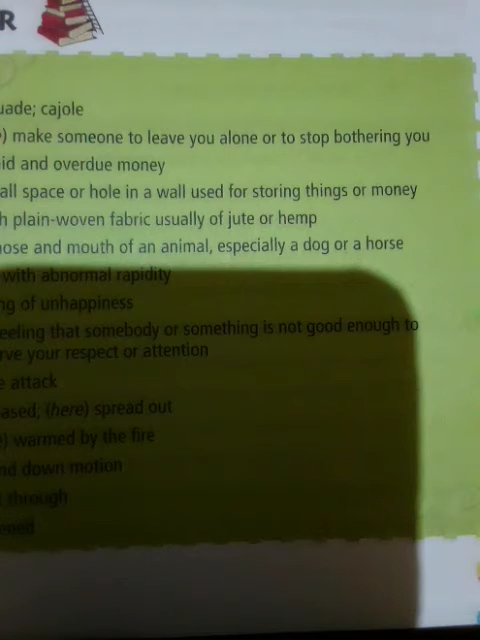 R
uade; cajole
) make someone to leave you alone or to stop bothering you
id and overdue money
all space or hole in a wall used for storing things or money
h plain-woven fabric usually of jute or hemp
nose and mouth of an animal, especially a dog or a horse
with abnormal rapidity
ng of unhappiness
eeling that somebody or something is not good enough to
rve your respect or attention
e attack
ased; (here) spread out
) warmed by the fire
nd down motion
t through
ened